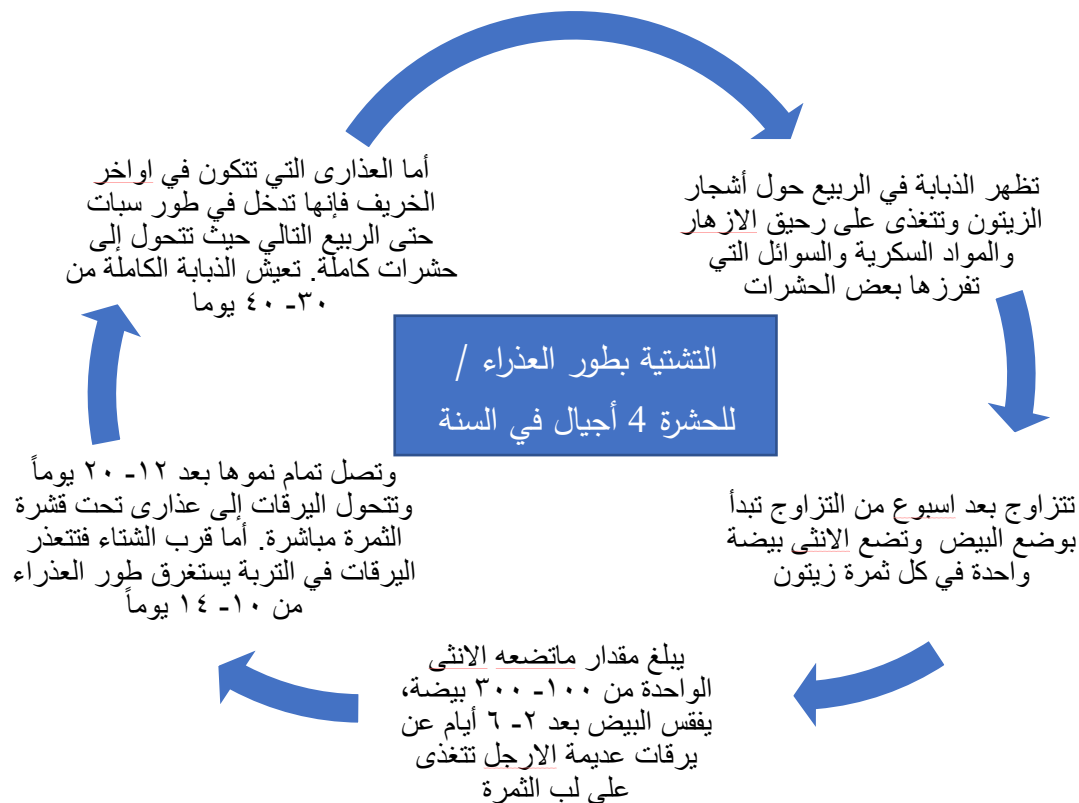 تظهر الذبابة في الربيع حول أشجار
الزيتون وتتغذى على رحيق الازهار
والمواد السكرية والسوائل التي
تفرزها بعض الحشرات
تتزاوج بعد اسبوع من التزاوج تبدأ
بوضع البيض وتضع الانثى بيضة
واحدة في كل ثمرة زيتون
يبلغ مقدار ماتضعه الانثى
الواحدة من ١٠٠- ٣٠٠ بيضة،
يفقس البيض بعد ٢- ٦ أيام عن
يرقات عديمة الارجل تتغذى
على لب الثمرة
وتصل تمام نموها بعد ١٢- ٢٠ يوماً
وتتحول اليرقات إلى عذارى تحت قشرة
الثمرة مباشرة. أما قرب الشتاء فتتعذر
اليرقات في التربة يستغرق طور العذراء
من ١٠- ١٤ يوماً
أما العذارى التي تتكون في اواخر
الخريف فإنها تدخل في طور سبات
حتى الربيع التالي حيث تتحول إلى
حشرات كاملة. تعيش الذبابة الكاملة من
٣٠- ٤٠ يوما
التشتية بطور العذراء /
للحشرة 4 أجيال في السنة